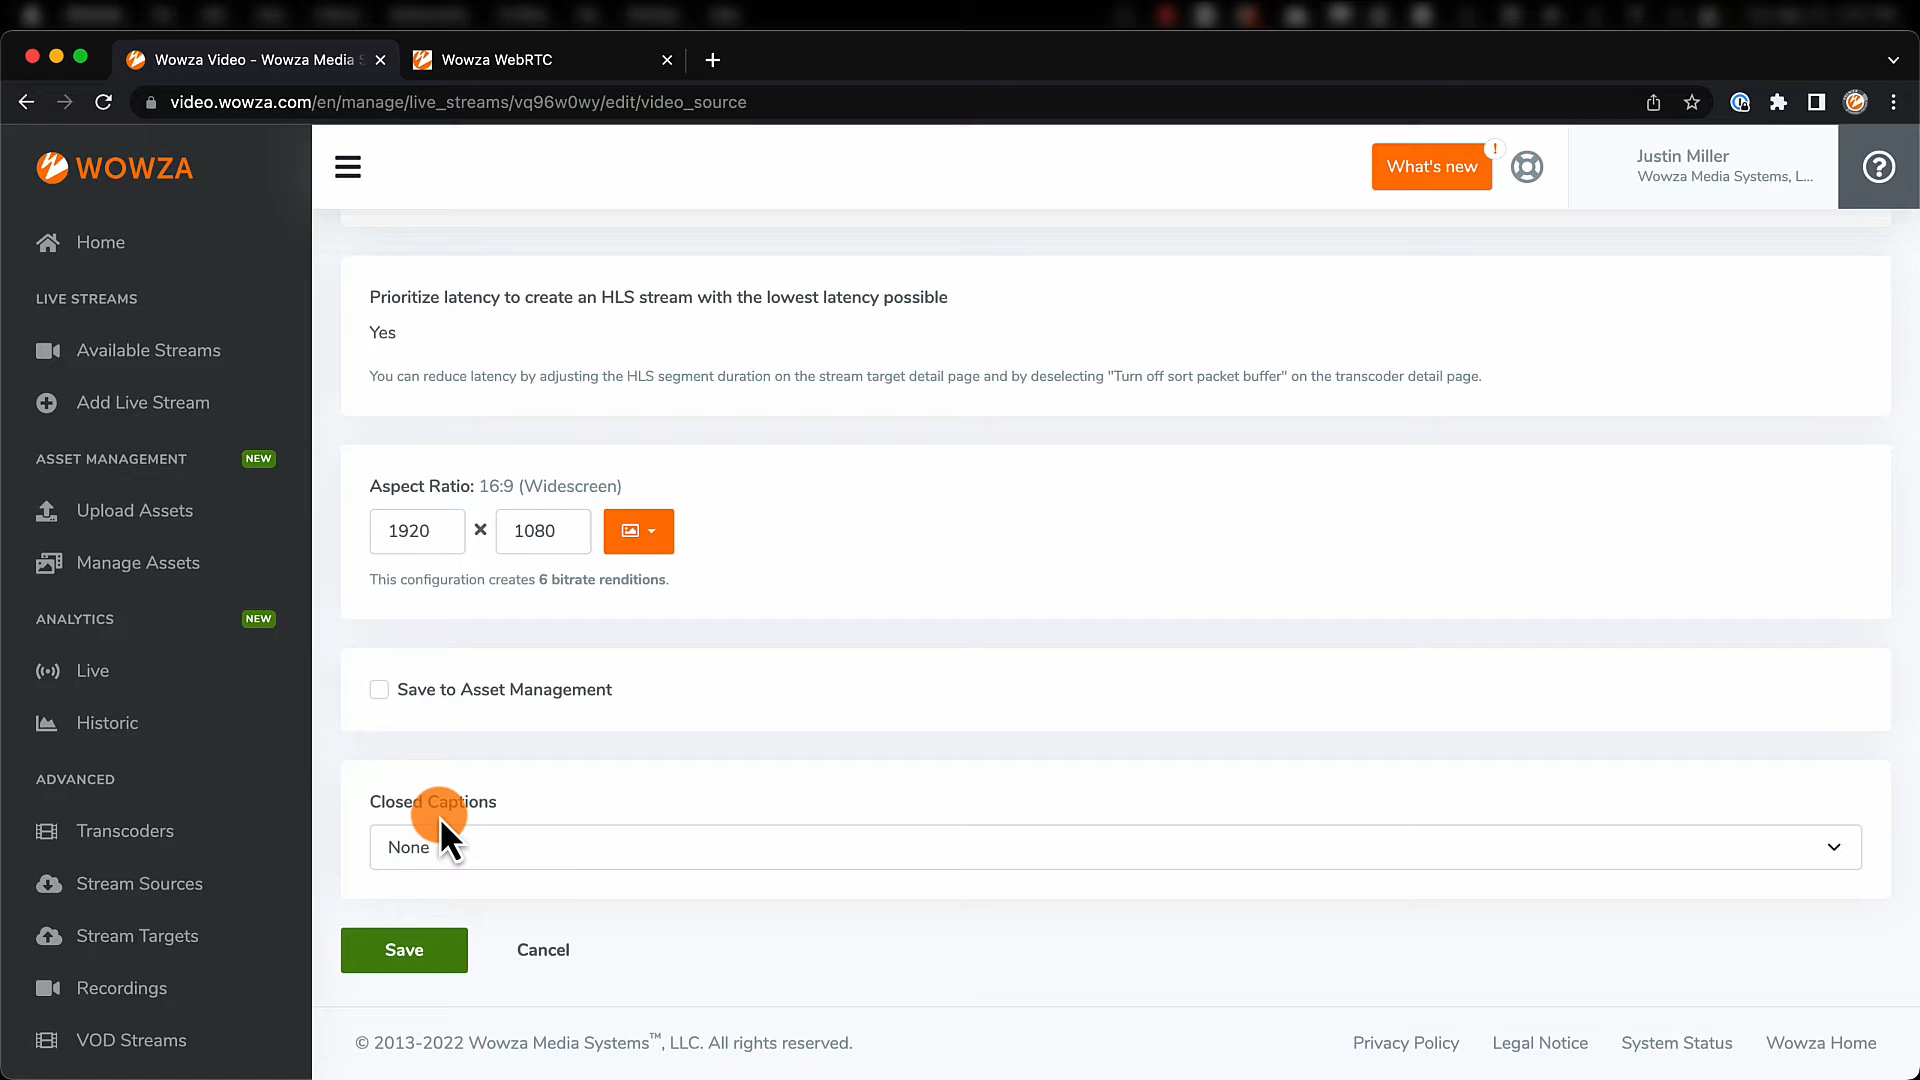 Wowza Video - Wowza Media S
Wowza WebRTC
video.wowza.com/en/manage/live_streams/vq96w0wy/edit/video_source
WOWZA
What's new
!
Justin Miller
Wowza Media Systems, L...
Home
LIVE STREAMS
Available Streams
Add Live Stream
ASSET MANAGEMENT NEW
Upload Assets
Manage Assets
ANALYTICS NEW
Live
Historic
ADVANCED
Transcoders
Stream Sources
Stream Targets
Recordings
VOD Streams
Prioritize latency to create an HLS stream with the lowest latency possible
Yes
You can reduce latency by adjusting the HLS segment duration on the stream target detail page and by deselecting "Turn off sort packet buffer" on the transcoder detail page.
Aspect Ratio: 16:9 (Widescreen)
1920 × 1080
This configuration creates 6 bitrate renditions.
Save to Asset Management
Closed Captions
None
Save Cancel
© 2013-2022 Wowza Media Systems™, LLC. All rights reserved.
Privacy Policy Legal Notice System Status Wowza Home